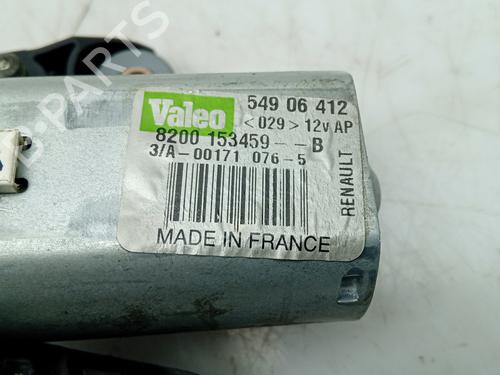 Valeo 549 06 412
<029> 12v AP
8200 153459--B
3/A-00171 076-5
RENAULT
MADE IN FRANCE
B-PARTS